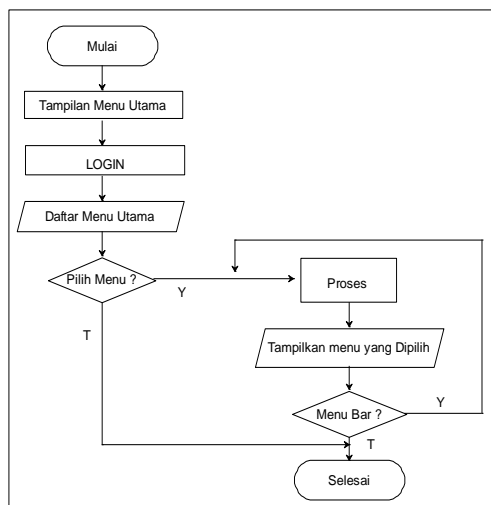 Mulai
Tampilan Menu Utama
LOGIN
Daftar Menu Utama
Pilih Menu ?
Y
Proses
T
Tampilkan menu yang Dipilih
Menu Bar ?
Y
T
Selesai